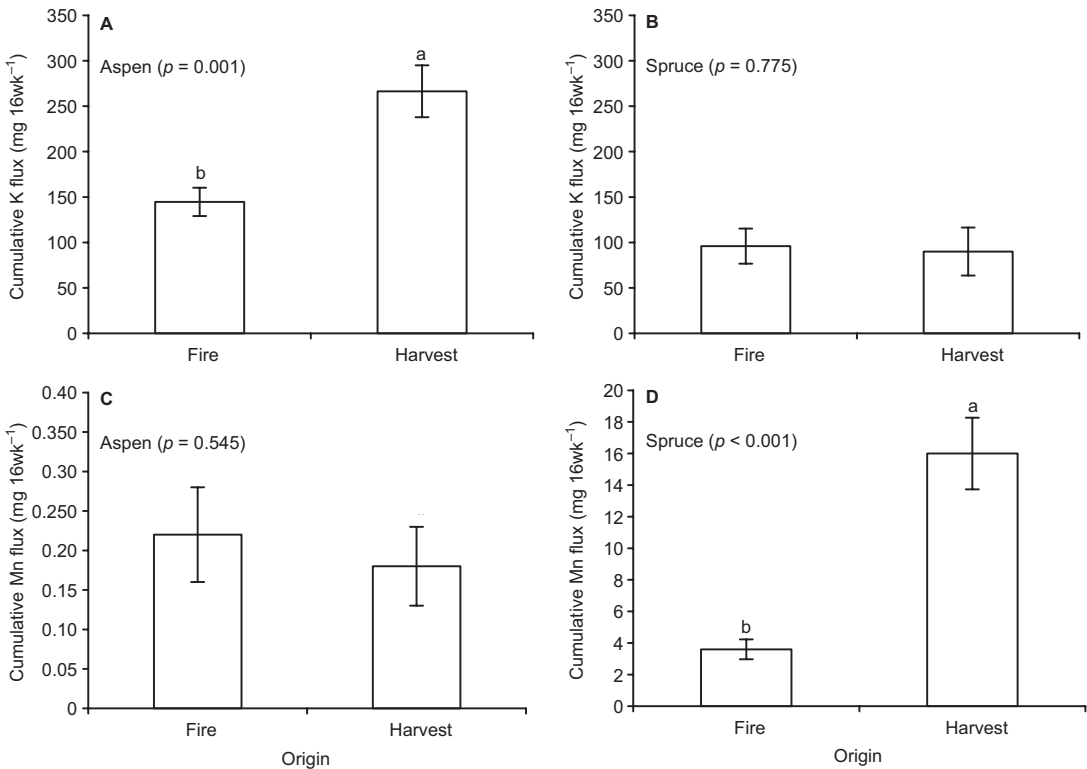 A
Aspen (p = 0.001)
Cumulative K flux (mg 16wk⁻¹)
350
300
250
200
150
100
50
0
b
a
Fire
Harvest
B
Spruce (p = 0.775)
Cumulative K flux (mg 16wk⁻¹)
350
300
250
200
150
100
50
0
Fire
Harvest
C
Aspen (p = 0.545)
Cumulative Mn flux (mg 16wk⁻¹)
0.40
0.350
0.30
0.250
0.20
0.15
0.10
0.05
0
Fire
Harvest
Origin
D
Spruce (p < 0.001)
Cumulative Mn flux (mg 16wk⁻¹)
20
18
16
14
12
10
8
6
4
2
0
b
a
Fire
Harvest
Origin